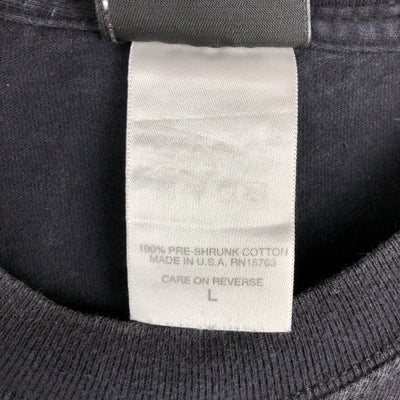 100% PRE-SHRUNK COTTON
MADE IN U.S.A. RN15763
CARE ON REVERSE
L